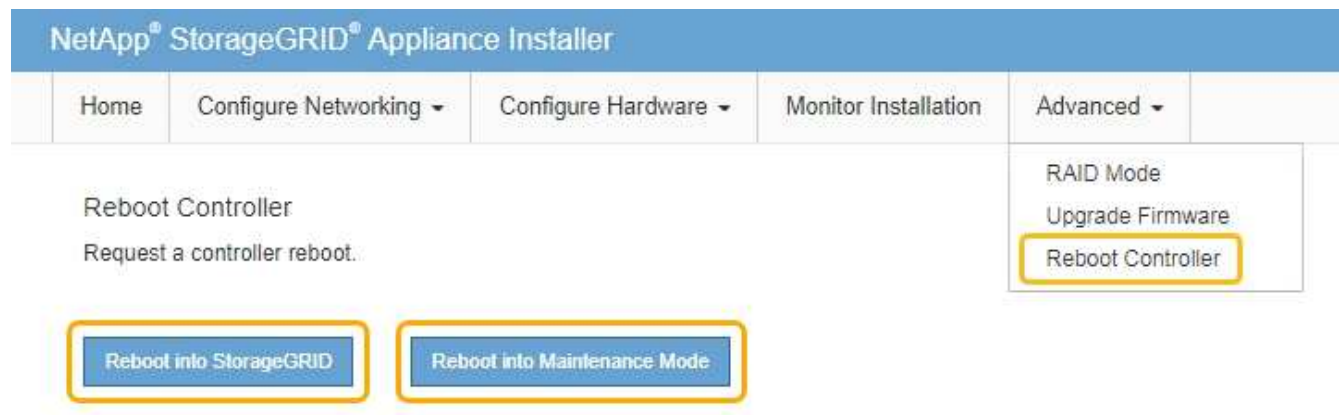 NetApp® StorageGRID® Appliance Installer
Home Configure Networking Configure Hardware Monitor Installation Advanced
RAID Mode
Upgrade Firmware
Reboot Controller
Reboot Controller
Request a controller reboot.
Reboot into StorageGRID Reboot into Maintenance Mode